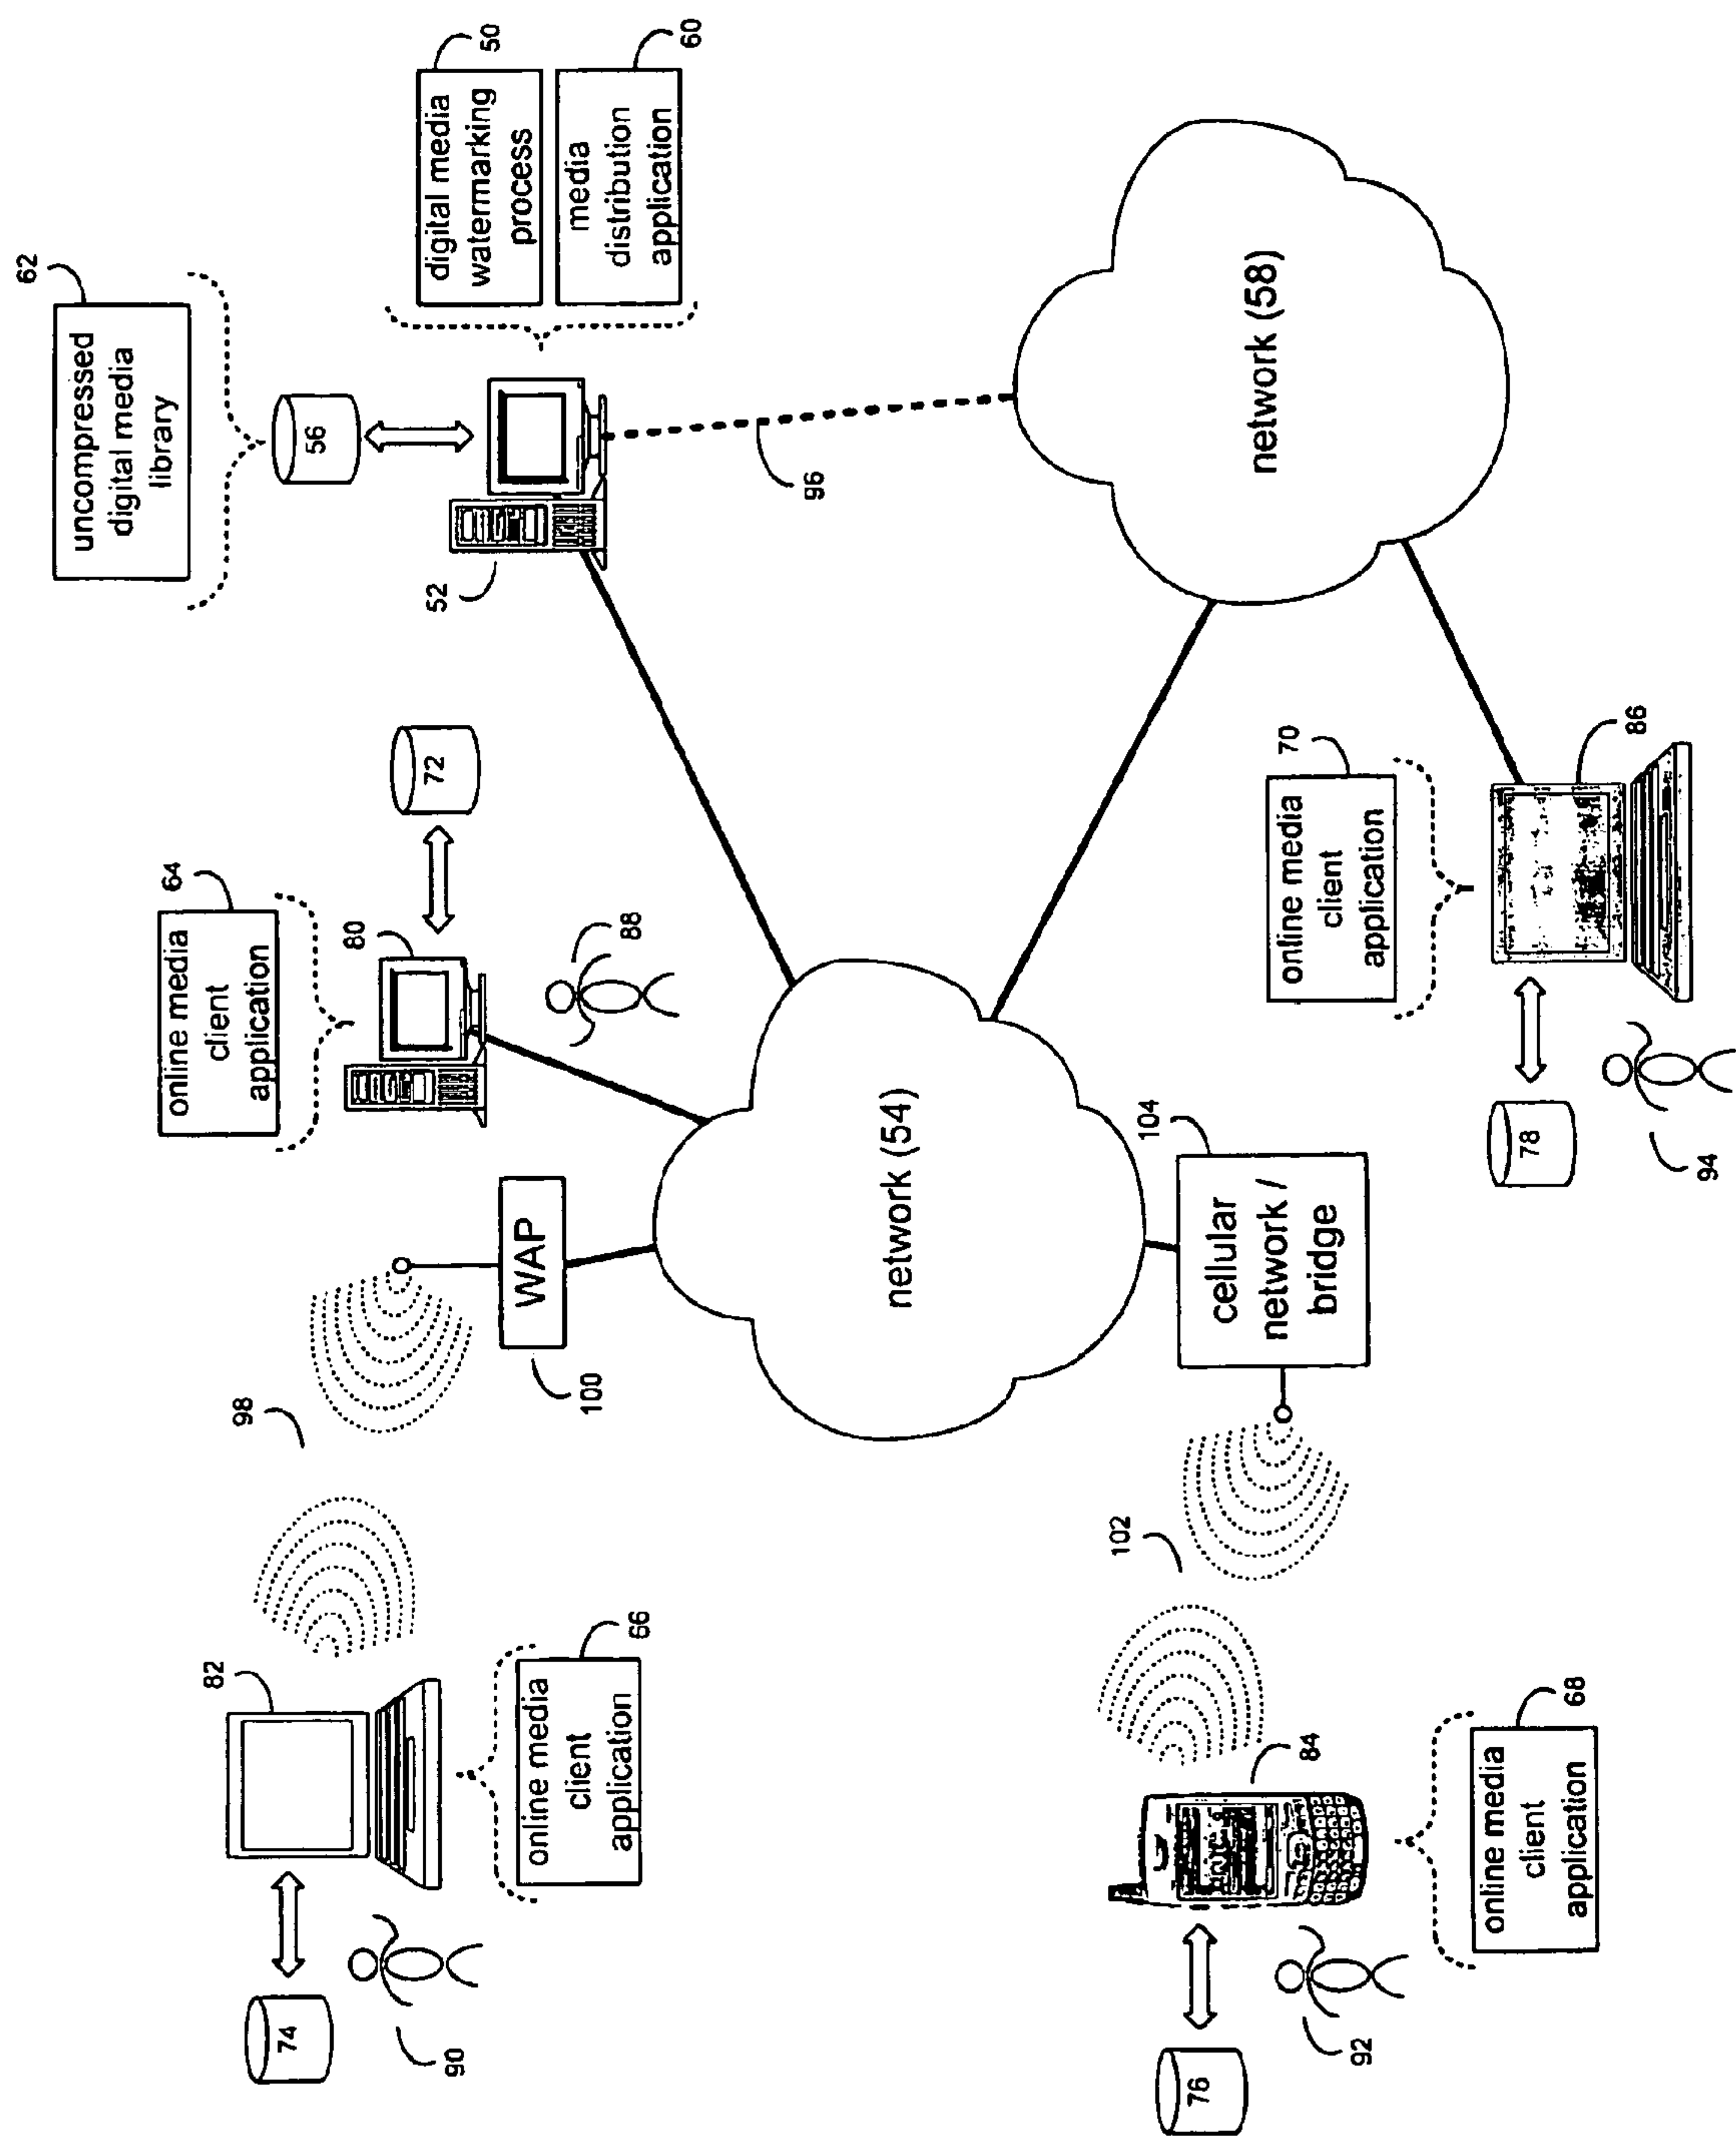 62
uncompressed
digital media
library
64
online media
client
application
82
98
74
56
80
72
52
50
digital media
watermarking
process
90
WAP
100
66
online media
client
application
88
60
media
distribution
application
96
network (54)
network (58)
102
104
cellular
network /
bridge
70
online media
client
application
76
84
92
68
online media
client
application
78
86
94